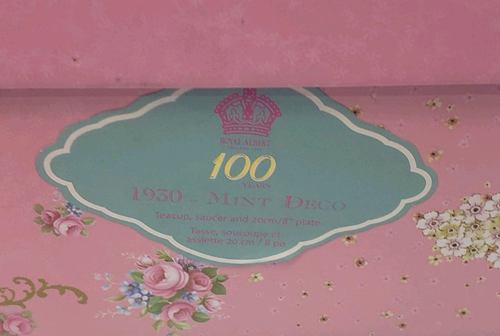 ROYAL ALBERT
100
YEARS
1930 - MINT DECO
Teacup, saucer and 20cm/8" plate
Tasse, soucoupe et
assiette 20 cm / 8 po